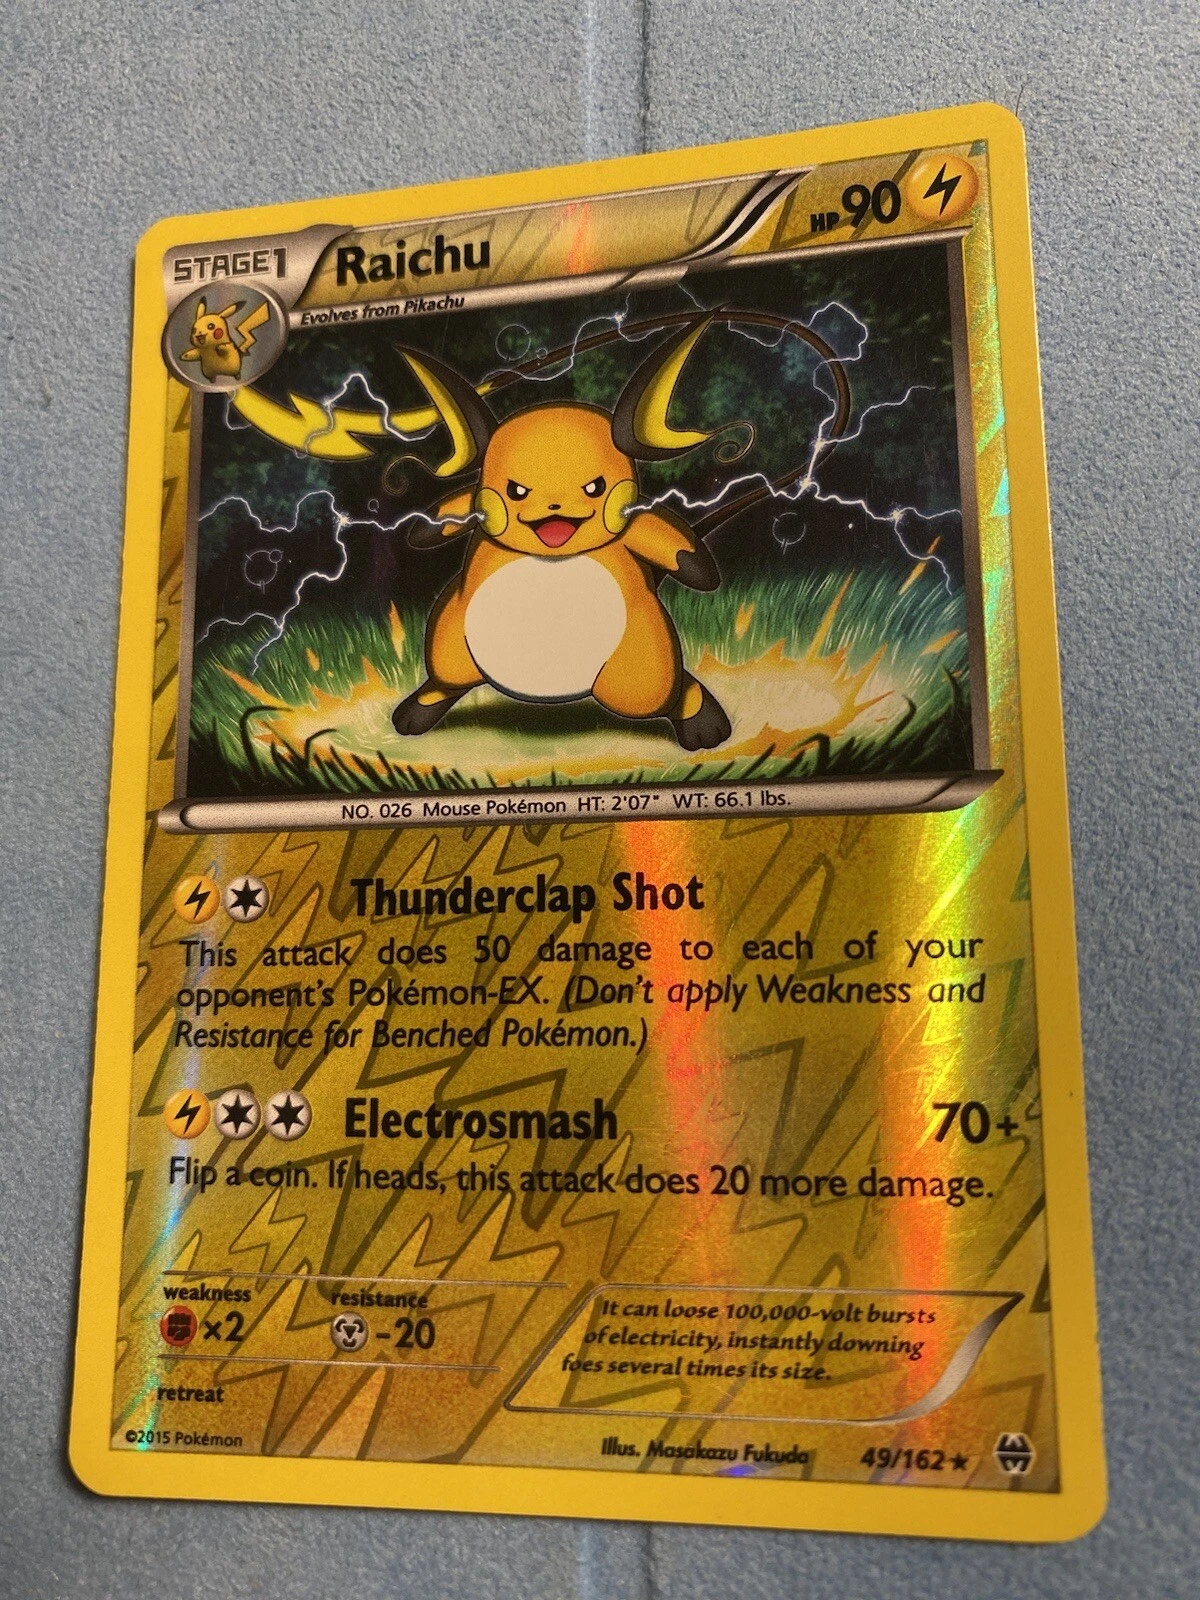 STAGE1 Raichu HP 90
Evolves from Pikachu
NO. 026 Mouse Pokémon HT: 2'07" WT: 66.1 lbs.
Thunderclap Shot
This attack does 50 damage to each of your
opponent's Pokémon-EX. (Don't apply Weakness and
Resistance for Benched Pokémon.)
Electrosmash 70+
Flip a coin. If heads, this attack does 20 more damage.
weakness resistance
×2 -20
retreat
It can loose 100,000-volt bursts
of electricity, instantly downing
foes several times its size.
©2015 Pokémon Illus. Masakazu Fukuda 49/162 ★